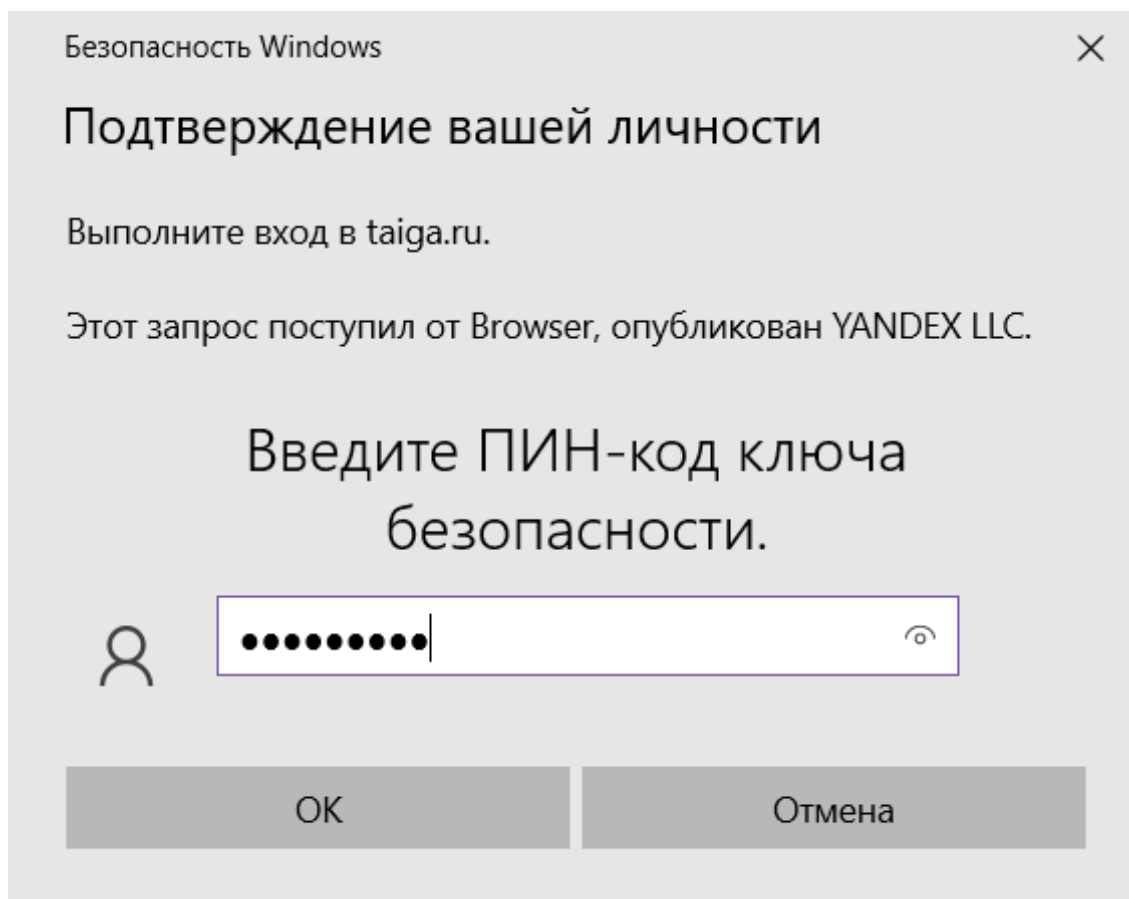 Безопасность Windows
Подтверждение вашей личности
Выполните вход в taiga.ru.
Этот запрос поступил от Browser, опубликован YANDEX LLC.
Введите ПИН-код ключа
безопасности.
●●●●●●●●●
ОК
Отмена